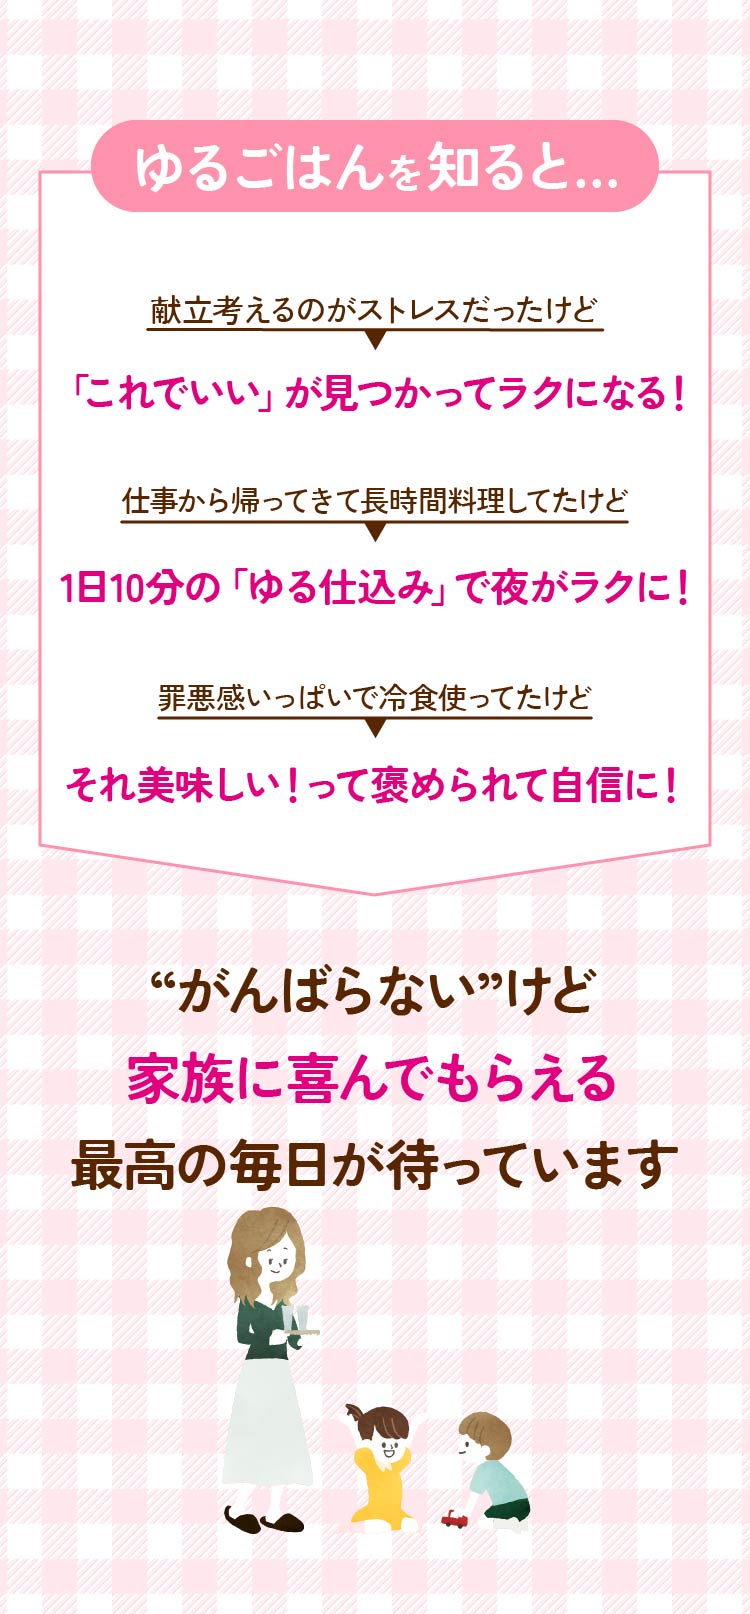 ゆるごはんを知ると…
献立考えるのがストレスだったけど
「これでいい」が見つかってラクになる！
仕事から帰ってきて長時間料理してたけど
1日10分の「ゆる仕込み」で夜がラクに！
罪悪感いっぱいで冷食使ってたけど
それ美味しい！って褒められて自信に！
“がんばらない”けど
家族に喜んでもらえる
最高の毎日が待っています